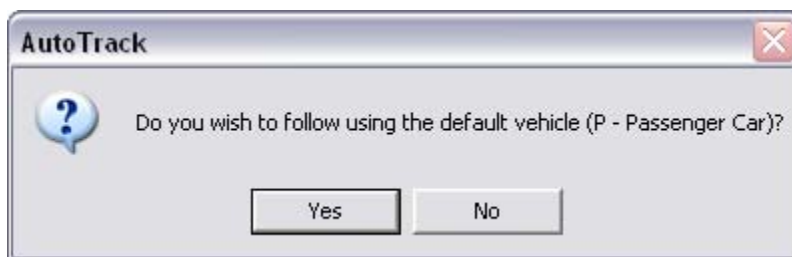 AutoTrack
Do you wish to follow using the default vehicle (P - Passenger Car)?
Yes
No